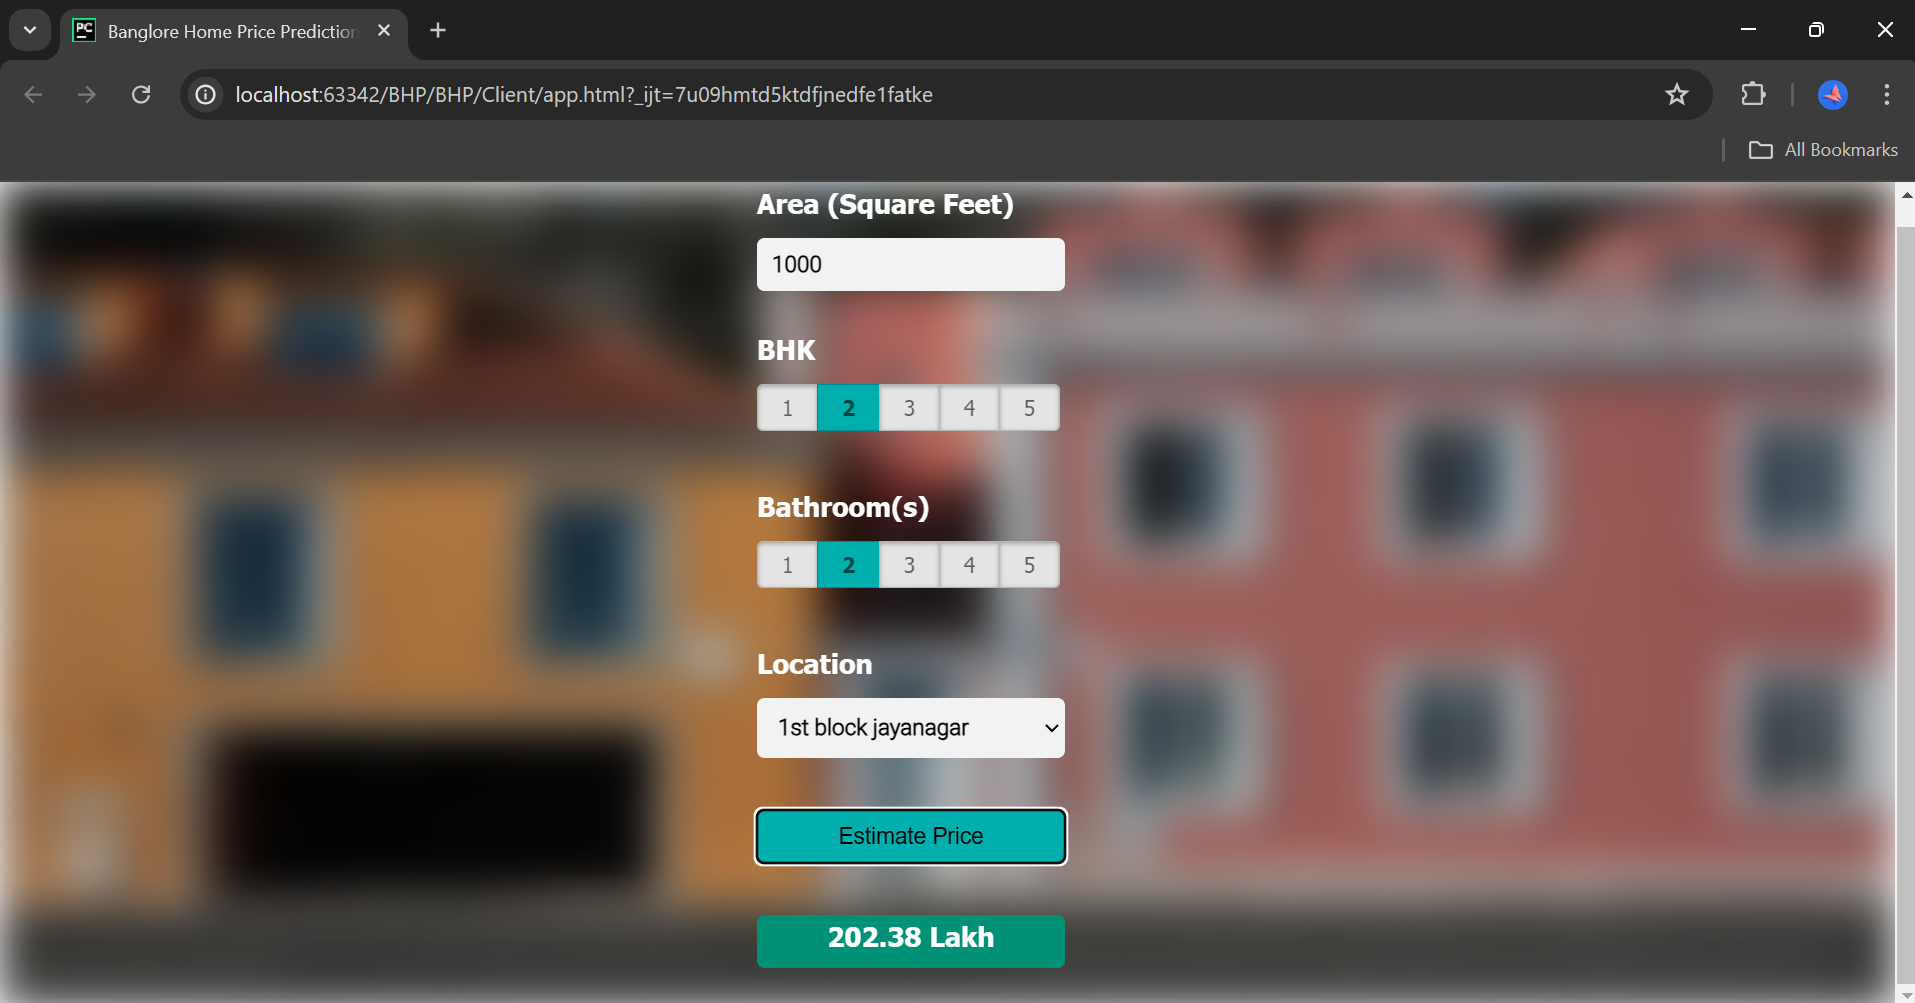 PC
Banglore Home Price Prediction
localhost:63342/BHP/BHP/Client/app.html?_ijt=7u09hmtd5ktdfjnedfe1fatke
All Bookmarks
Area (Square Feet)
1000
BHK
1 2 3 4 5
Bathroom(s)
1 2 3 4 5
Location
1st block jayanagar
Estimate Price
202.38 Lakh